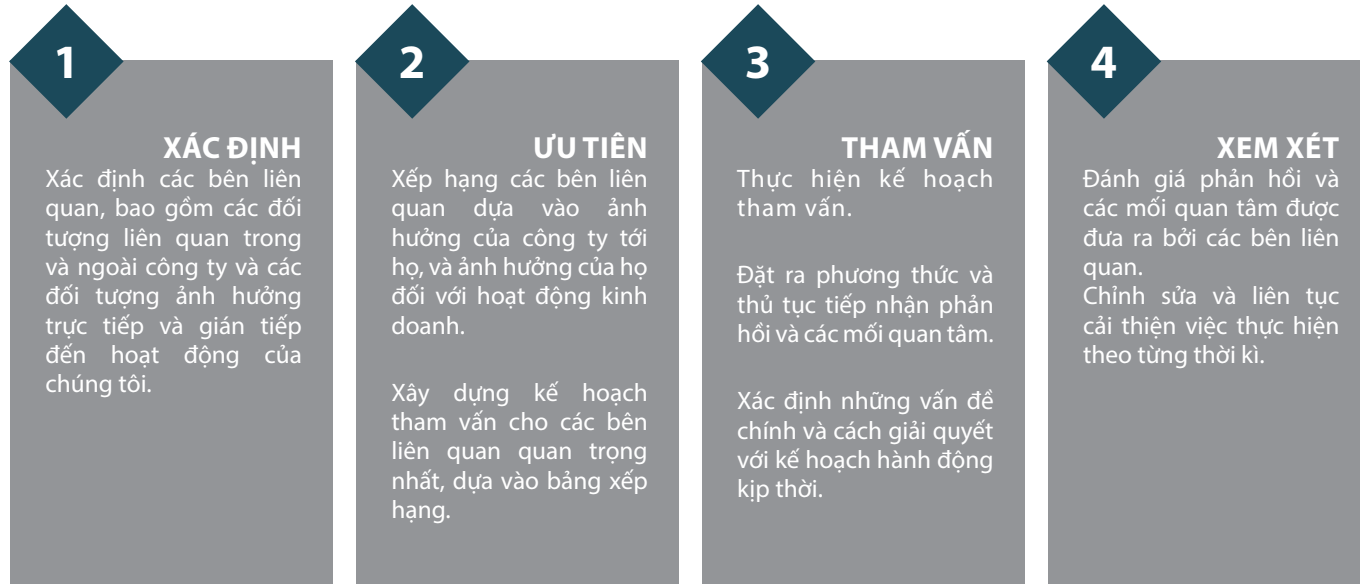 1
XÁC ĐỊNH
Xác định các bên liên
quan, bao gồm các đối
tượng liên quan trong
và ngoài công ty và các
đối tượng ảnh hưởng
trực tiếp và gián tiếp
đến hoạt động của
chúng tôi.
2
ƯU TIÊN
Xếp hạng các bên liên
quan dựa vào ảnh
hưởng của công ty tới
họ, và ảnh hưởng của họ
đối với hoạt động kinh
doanh.
Xây dựng kế hoạch
tham vấn cho các bên
liên quan quan trọng
nhất, dựa vào bảng xếp
hạng.
3
THAM VẤN
Thực hiện kế hoạch
tham vấn.
Đặt ra phương thức và
thủ tục tiếp nhận phản
hồi và các mối quan tâm.
Xác định những vấn đề
chính và cách giải quyết
với kế hoạch hành động
kịp thời.
4
XEM XÉT
Đánh giá phản hồi và
các mối quan tâm được
đưa ra bởi các bên liên
quan.
Chỉnh sửa và liên tục
cải thiện việc thực hiện
theo từng thời kì.